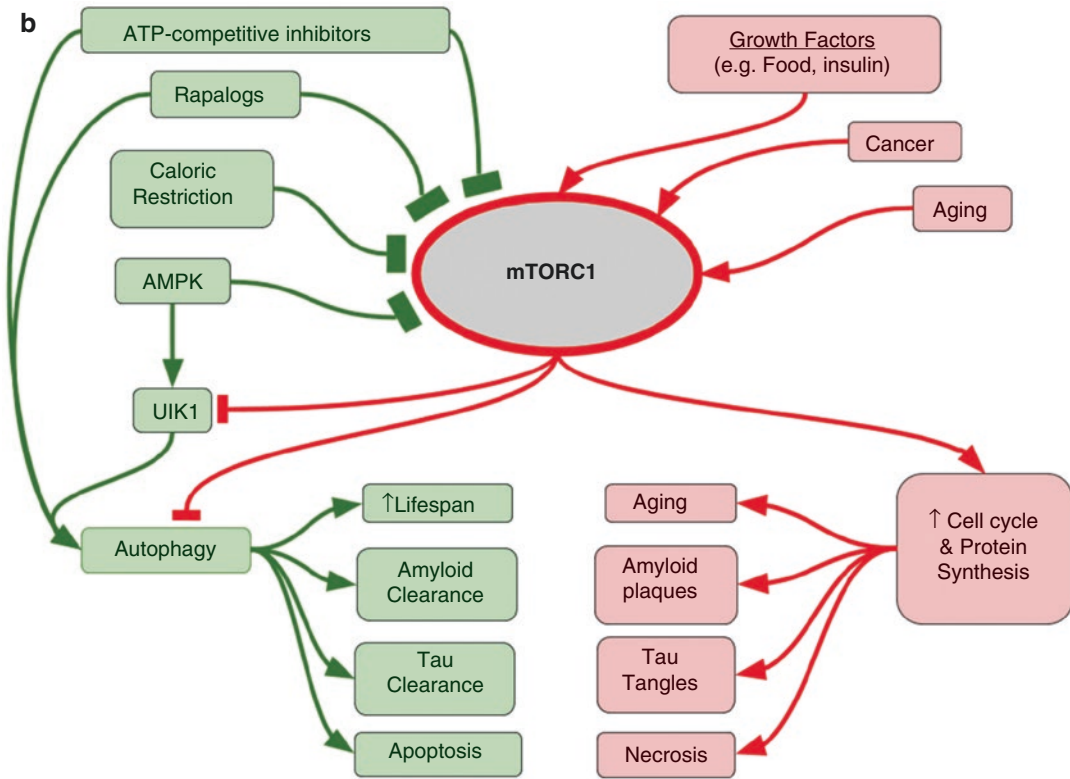 b
ATP-competitive inhibitors
Rapalogs
Caloric
Restriction
AMPK
UIK1
Autophagy
↑Lifespan
Amyloid
Clearance
Tau
Clearance
Apoptosis
mTORC1
Growth Factors
(e.g. Food, insulin)
Cancer
Aging
↑ Cell cycle
& Protein
Synthesis
Aging
Amyloid
plaques
Tau
Tangles
Necrosis